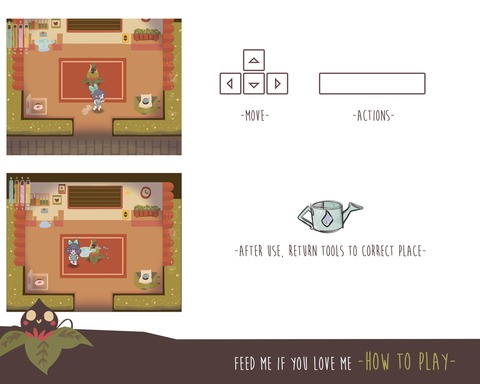 -MOVE-
-ACTIONS-
-AFTER USE, RETURN TOOLS TO CORRECT PLACE-
FEED ME IF YOU LOVE ME -HOW TO PLAY-